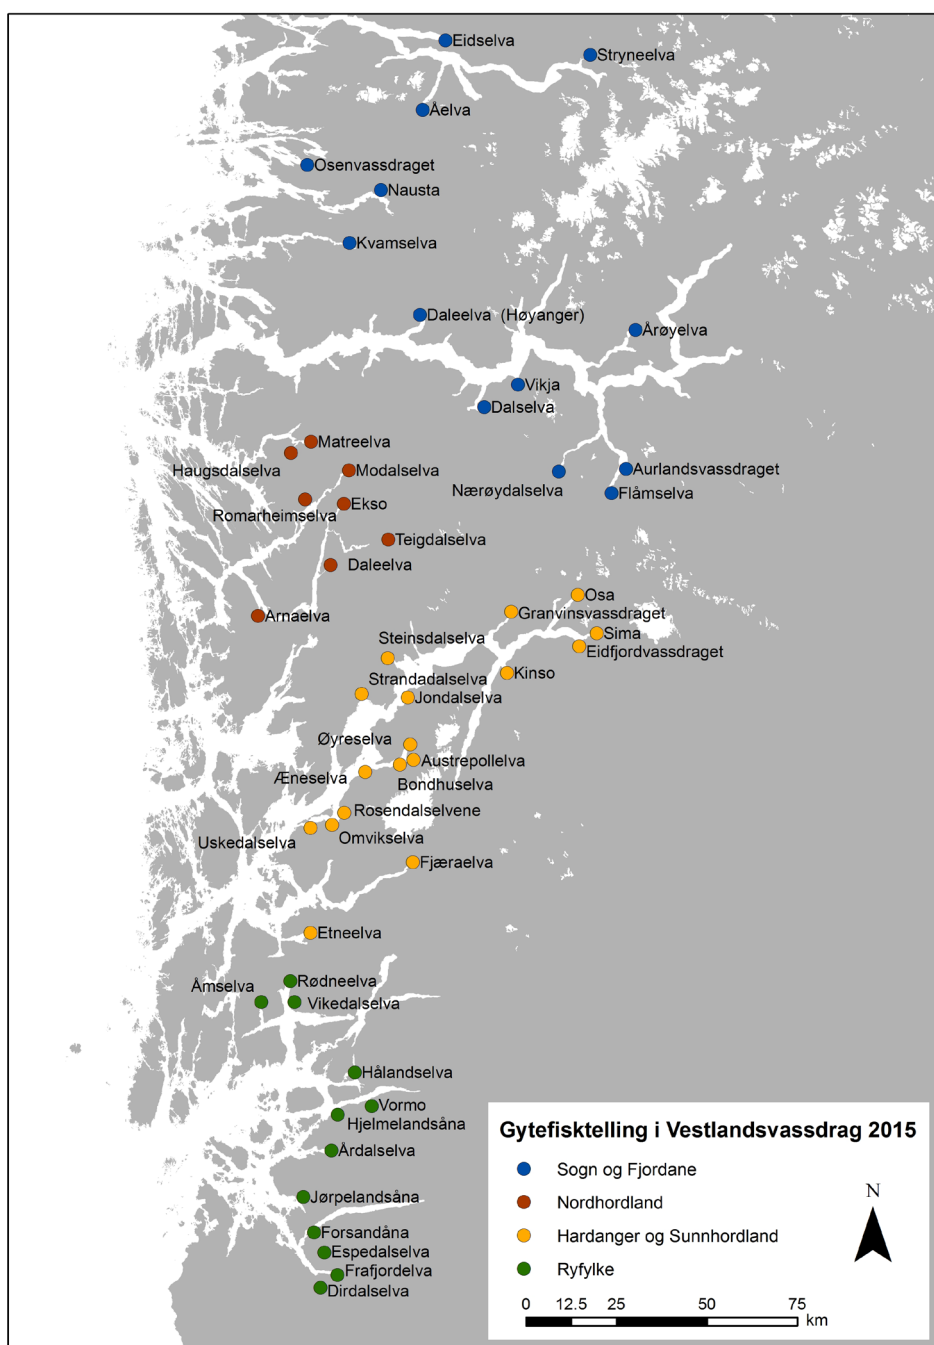 Eidselva
Stryneelva
Åelva
Osenvassdraget
Nausta
Kvamselva
Daleelva (Høyanger)
Årøyelva
Vikja
Dalselva
Matreelva
Haugsdalselva
Modalselva
Aurlandsvassdraget
Nærøydalselva
Flåmselva
Romarheimselva
Ekso
Teigdalselva
Daleelva
Osa
Granvinsvassdraget
Arnaelva
Sima
Steinsdalselva
Eidfjordvassdraget
Kinso
Strandadalselva
Jondalselva
Øyreselva
Austrepollelva
Æneselva
Bondhuselva
Rosendalselvene
Omvikselva
Uskedalselva
Fjæraelva
Etneelva
Rødneelva
Åmselva
Vikedalselva
Hålandselva
Vormo
Hjelmelandsåna
Årdalselva
Jørpelandsåna
Forsandåna
Espedalselva
Frafjordelva
Dirdalselva
Gytefisktelling i Vestlandsvassdrag 2015
Sogn og Fjordane
Nordhordland
Hardanger og Sunnhordland
Ryfylke
N
0 12.5 25 50 75
km